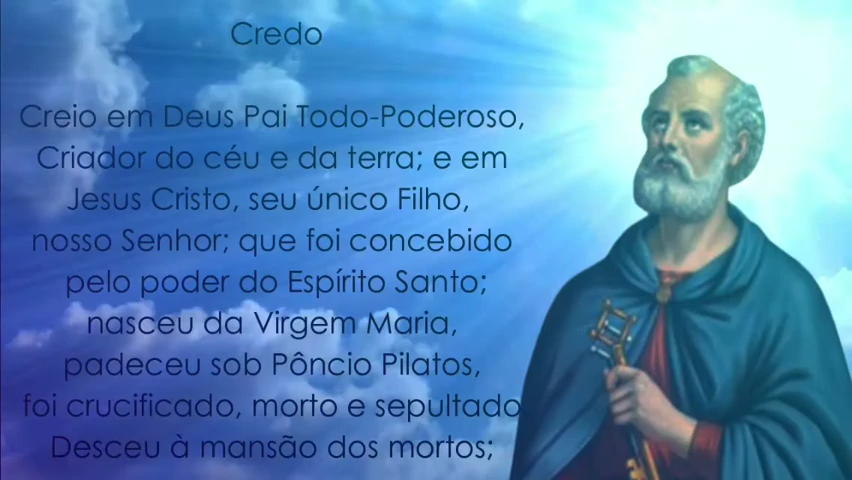 Credo
Creio em Deus Pai Todo-Poderoso,
Criador do céu e da terra; e em
Jesus Cristo, seu único Filho,
nosso Senhor; que foi concebido
pelo poder do Espírito Santo;
nasceu da Virgem Maria,
padeceu sob Pôncio Pilatos,
foi crucificado, morto e sepultado
Desceu à mansão dos mortos;